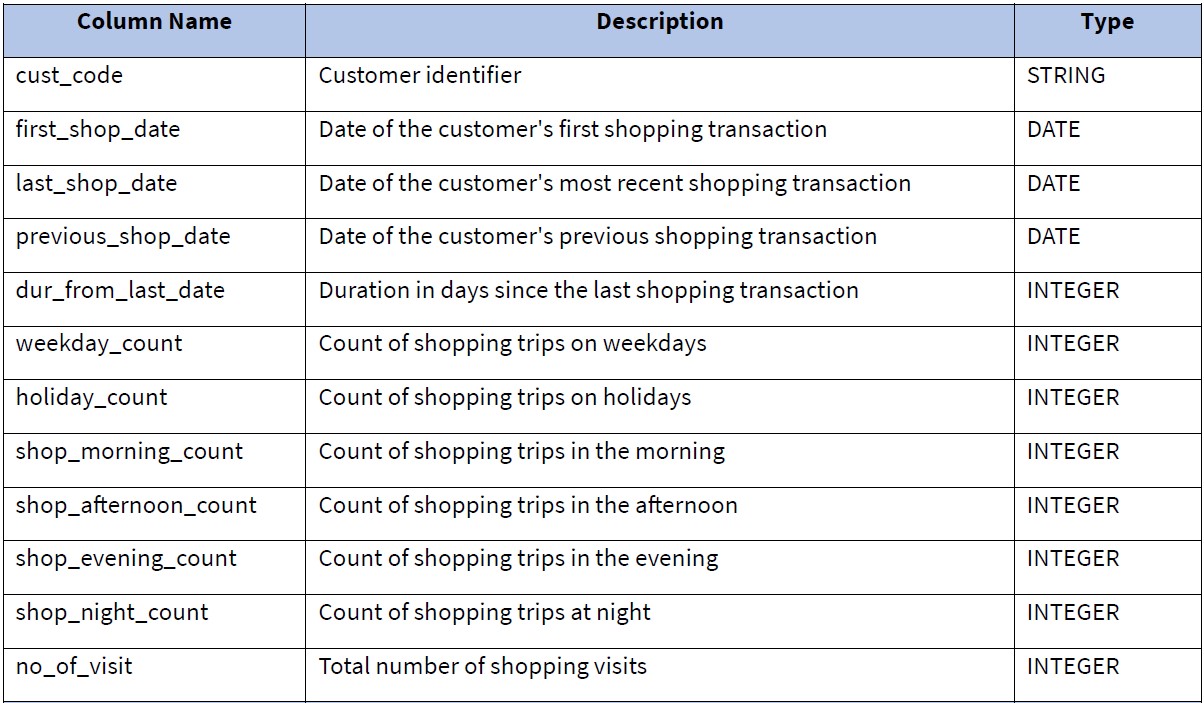 Column Name Description Type
cust_code Customer identifier STRING
first_shop_date Date of the customer's first shopping transaction DATE
last_shop_date Date of the customer's most recent shopping transaction DATE
previous_shop_date Date of the customer's previous shopping transaction DATE
dur_from_last_date Duration in days since the last shopping transaction INTEGER
weekday_count Count of shopping trips on weekdays INTEGER
holiday_count Count of shopping trips on holidays INTEGER
shop_morning_count Count of shopping trips in the morning INTEGER
shop_afternoon_count Count of shopping trips in the afternoon INTEGER
shop_evening_count Count of shopping trips in the evening INTEGER
shop_night_count Count of shopping trips at night INTEGER
no_of_visit Total number of shopping visits INTEGER